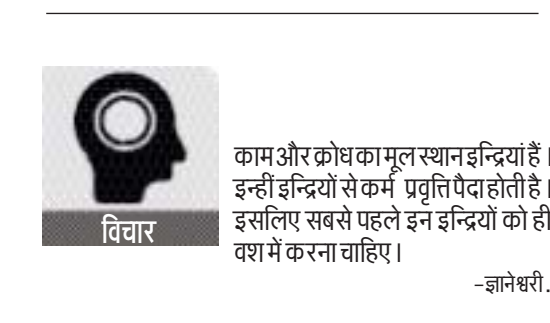 विचार
काम और क्रोध का मूल स्थान इन्द्रियां हैं।
इन्हीं इन्द्रियों से कर्म प्रवृत्ति पैदा होती है।
इसलिए सबसे पहले इन इन्द्रियों को ही
वश में करना चाहिए।
-ज्ञानेश्वरी.